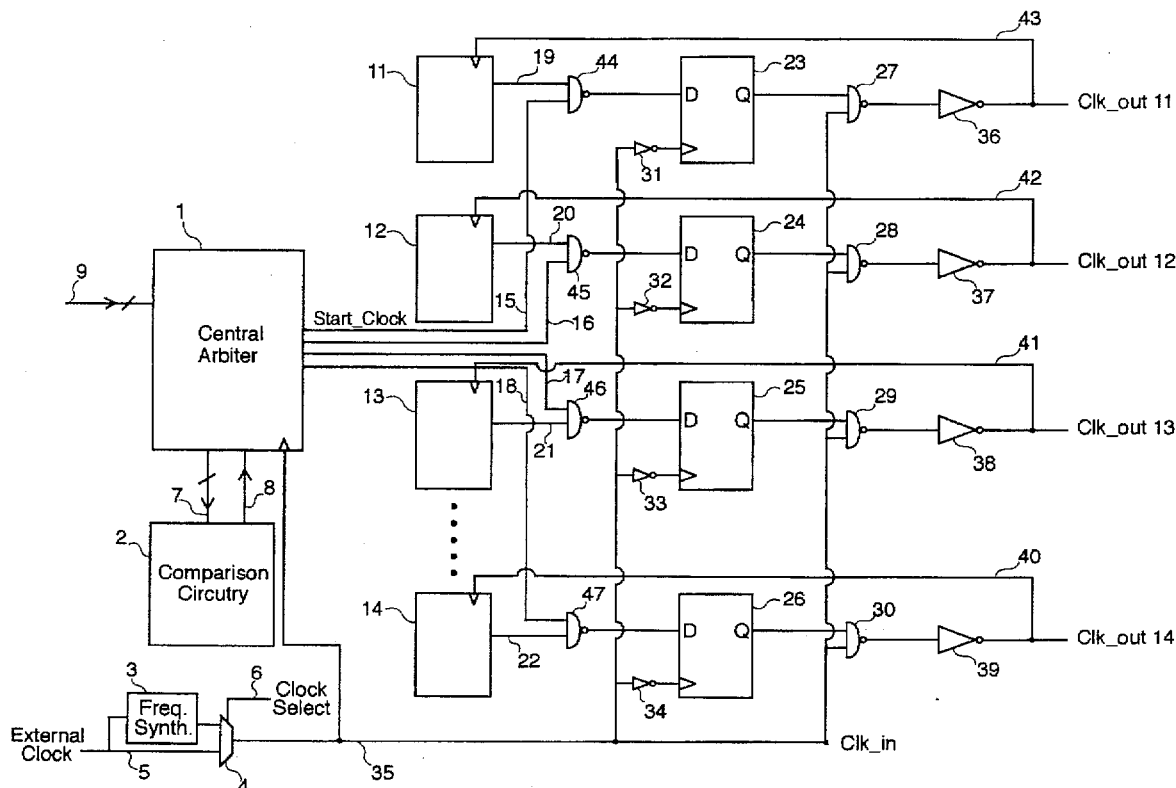 43
11
19
44
23
27
D
Q
Clk_out 11
36
31
42
1
12
20
24
28
D
Q
Clk_out 12
9
45
32
37
15
Start_Clock
16
Central
Arbiter
41
17
18
13
46
25
29
D
Q
Clk_out 13
21
38
33
7
8
2
Comparison
Circutry
40
14
47
26
30
D
Q
Clk_out 14
22
39
3
6
Clock
Select
34
Freq.
Synth.
External
Clock
5
4
35
Clk_in